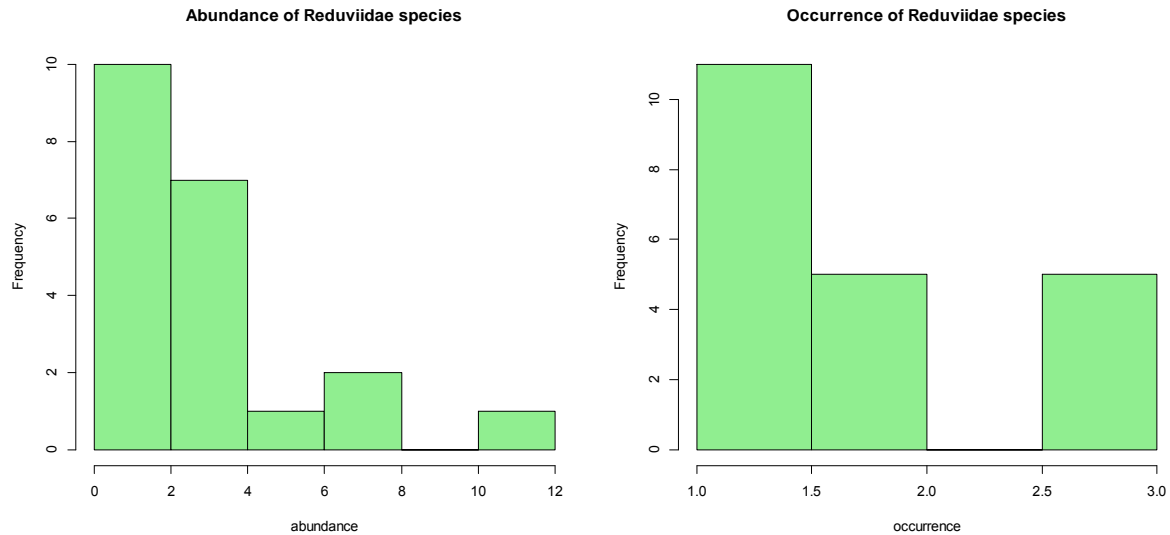 Abundance of Reduviidae species
Frequency
0
2
4
6
8
10
0 2 4 6 8 10 12
abundance
Occurrence of Reduviidae species
Frequency
0
2
4
6
8
10
1.0 1.5 2.0 2.5 3.0
occurrence